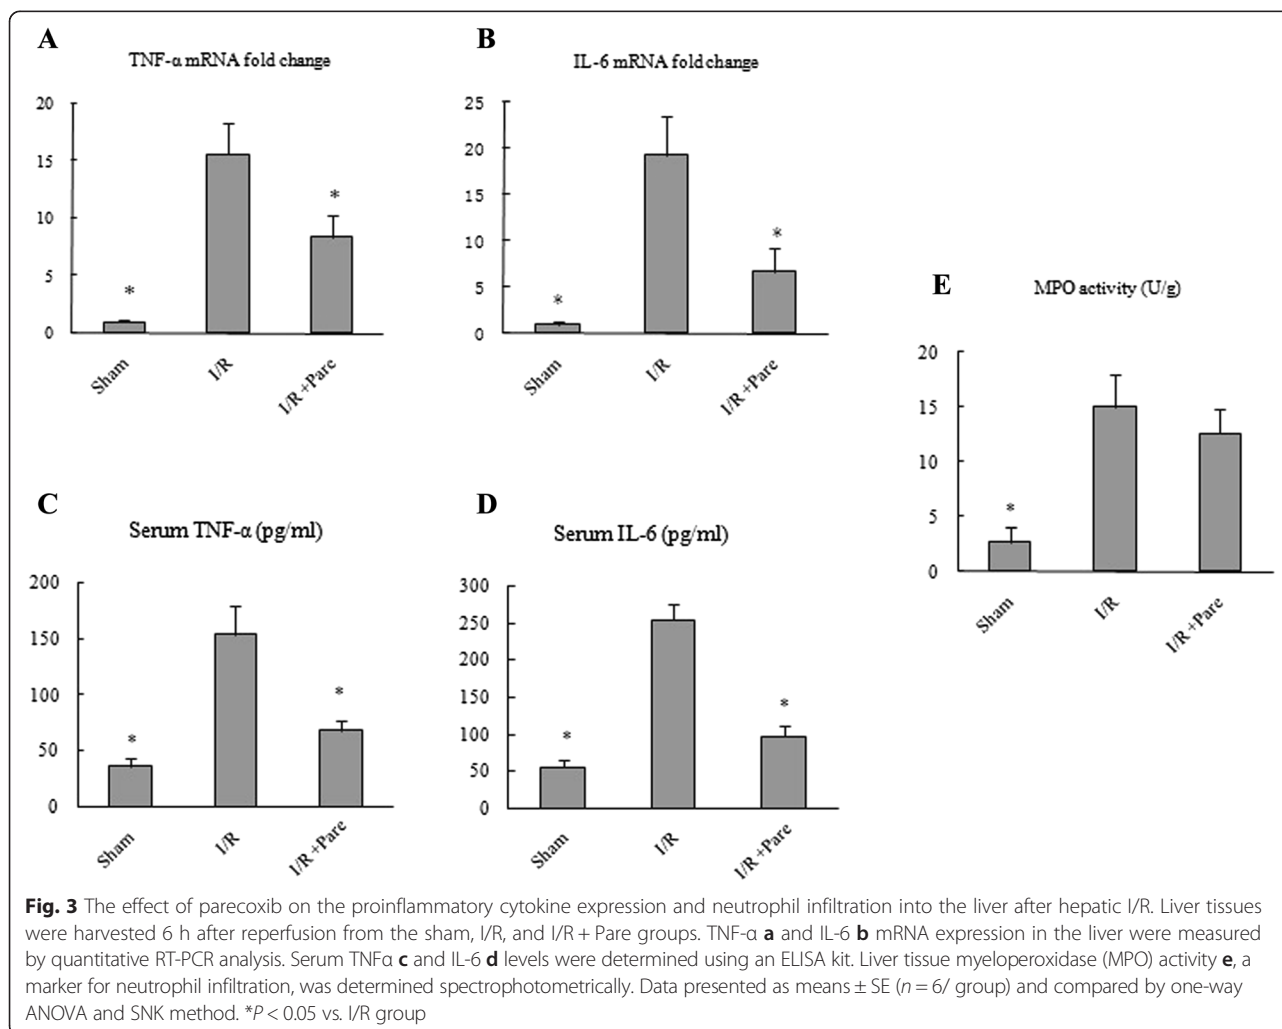 A
TNF-α mRNA fold change
20
15
10
5
0
*
*
Sham
I/R
I/R +Pare
B
IL-6 mRNA fold change
25
20
15
10
5
0
*
*
Sham
I/R
I/R +Pare
C
Serum TNF-α (pg/ml)
200
150
100
50
0
*
*
Sham
I/R
I/R +Pare
D
Serum IL-6 (pg/ml)
300
250
200
150
100
50
0
*
*
Sham
I/R
I/R +Pare
E
MPO activity (U/g)
20
15
10
5
0
*
Sham
I/R
I/R +Pare
Fig. 3 The effect of parecoxib on the proinflammatory cytokine expression and neutrophil infiltration into the liver after hepatic I/R. Liver tissues
were harvested 6 h after reperfusion from the sham, I/R, and I/R + Pare groups. TNF-α a and IL-6 b mRNA expression in the liver were measured
by quantitative RT-PCR analysis. Serum TNFα c and IL-6 d levels were determined using an ELISA kit. Liver tissue myeloperoxidase (MPO) activity e, a
marker for neutrophil infiltration, was determined spectrophotometrically. Data presented as means ± SE (n = 6/ group) and compared by one-way
ANOVA and SNK method. *P < 0.05 vs. I/R group